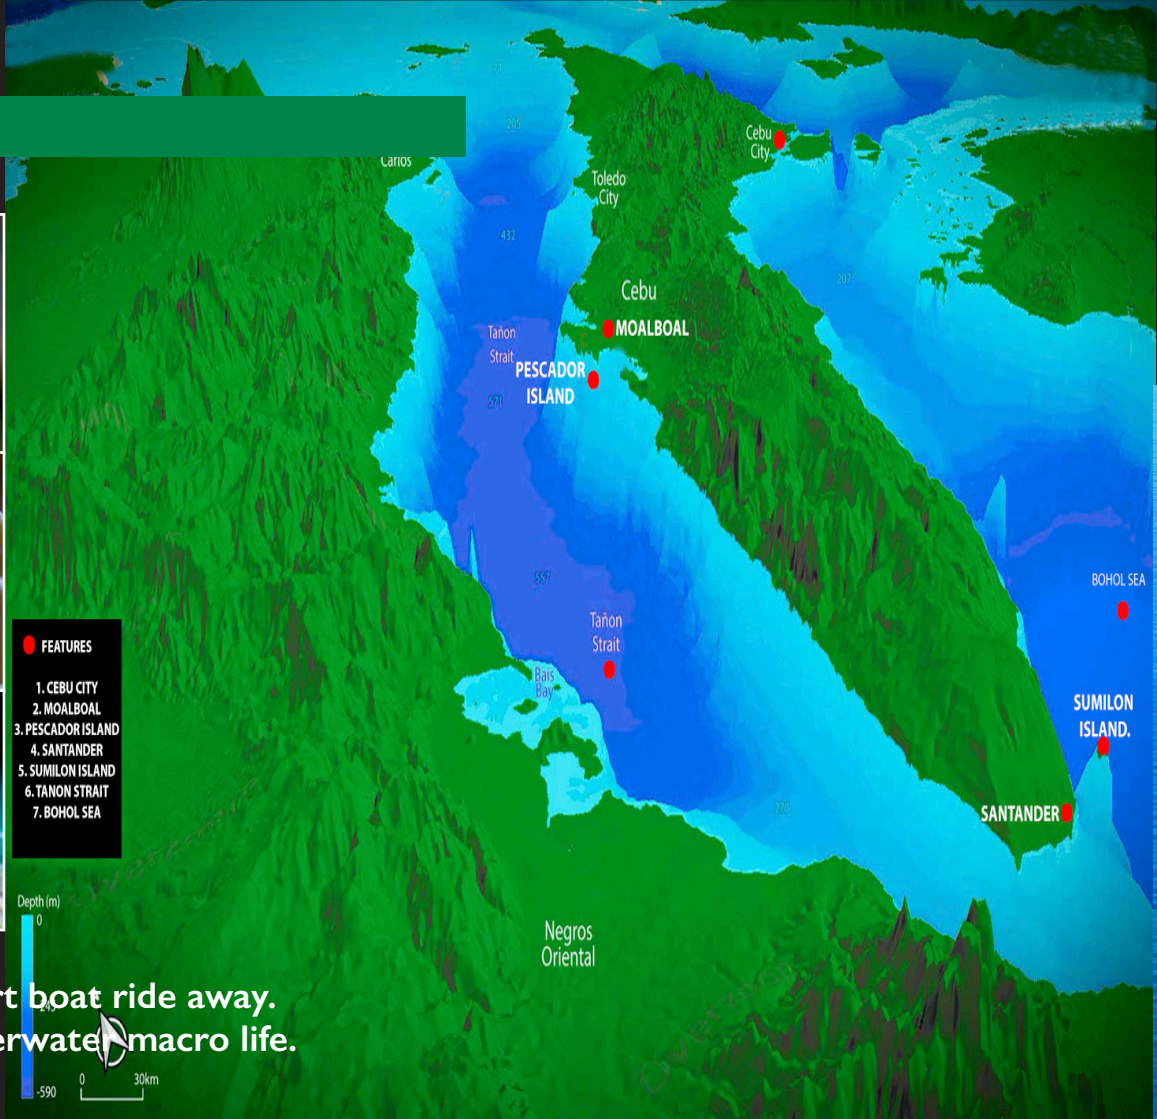 205
Carlos
Cebu
City
Toledo
City
432
207
Cebu
MOALBOAL
Tañon
Strait
PESCADOR
ISLAND
571
557
BOHOL SEA
Tañon
Strait
FEATURES
1. CEBU CITY
2. MOALBOAL
3. PESCADOR ISLAND
4. SANTANDER
5. SUMILON ISLAND
6. TANON STRAIT
7. BOHOL SEA
Bais
Bay
SUMILON
ISLAND.
SANTANDER
270
Depth (m)
0
-590
Negros
Oriental
rt boat ride away.
erwater macro life.
0 30km